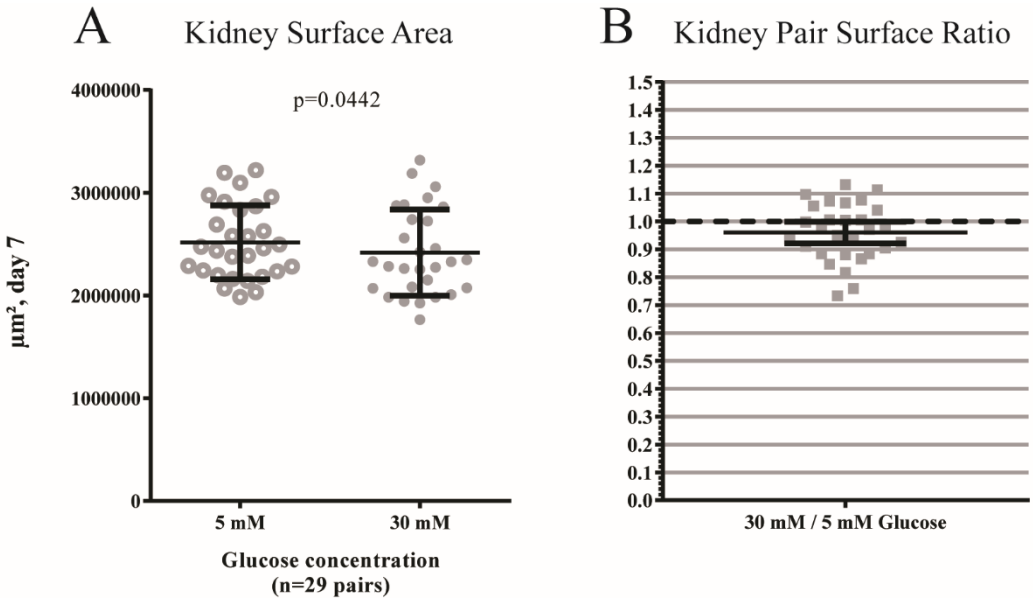 A
Kidney Surface Area
p=0.0442
µm², day 7
4000000
3000000
2000000
1000000
0
5 mM
30 mM
Glucose concentration
(n=29 pairs)
B
Kidney Pair Surface Ratio
1.5
1.4
1.3
1.2
1.1
1.0
0.9
0.8
0.7
0.6
0.5
0.4
0.3
0.2
0.1
0.0
30 mM / 5 mM Glucose